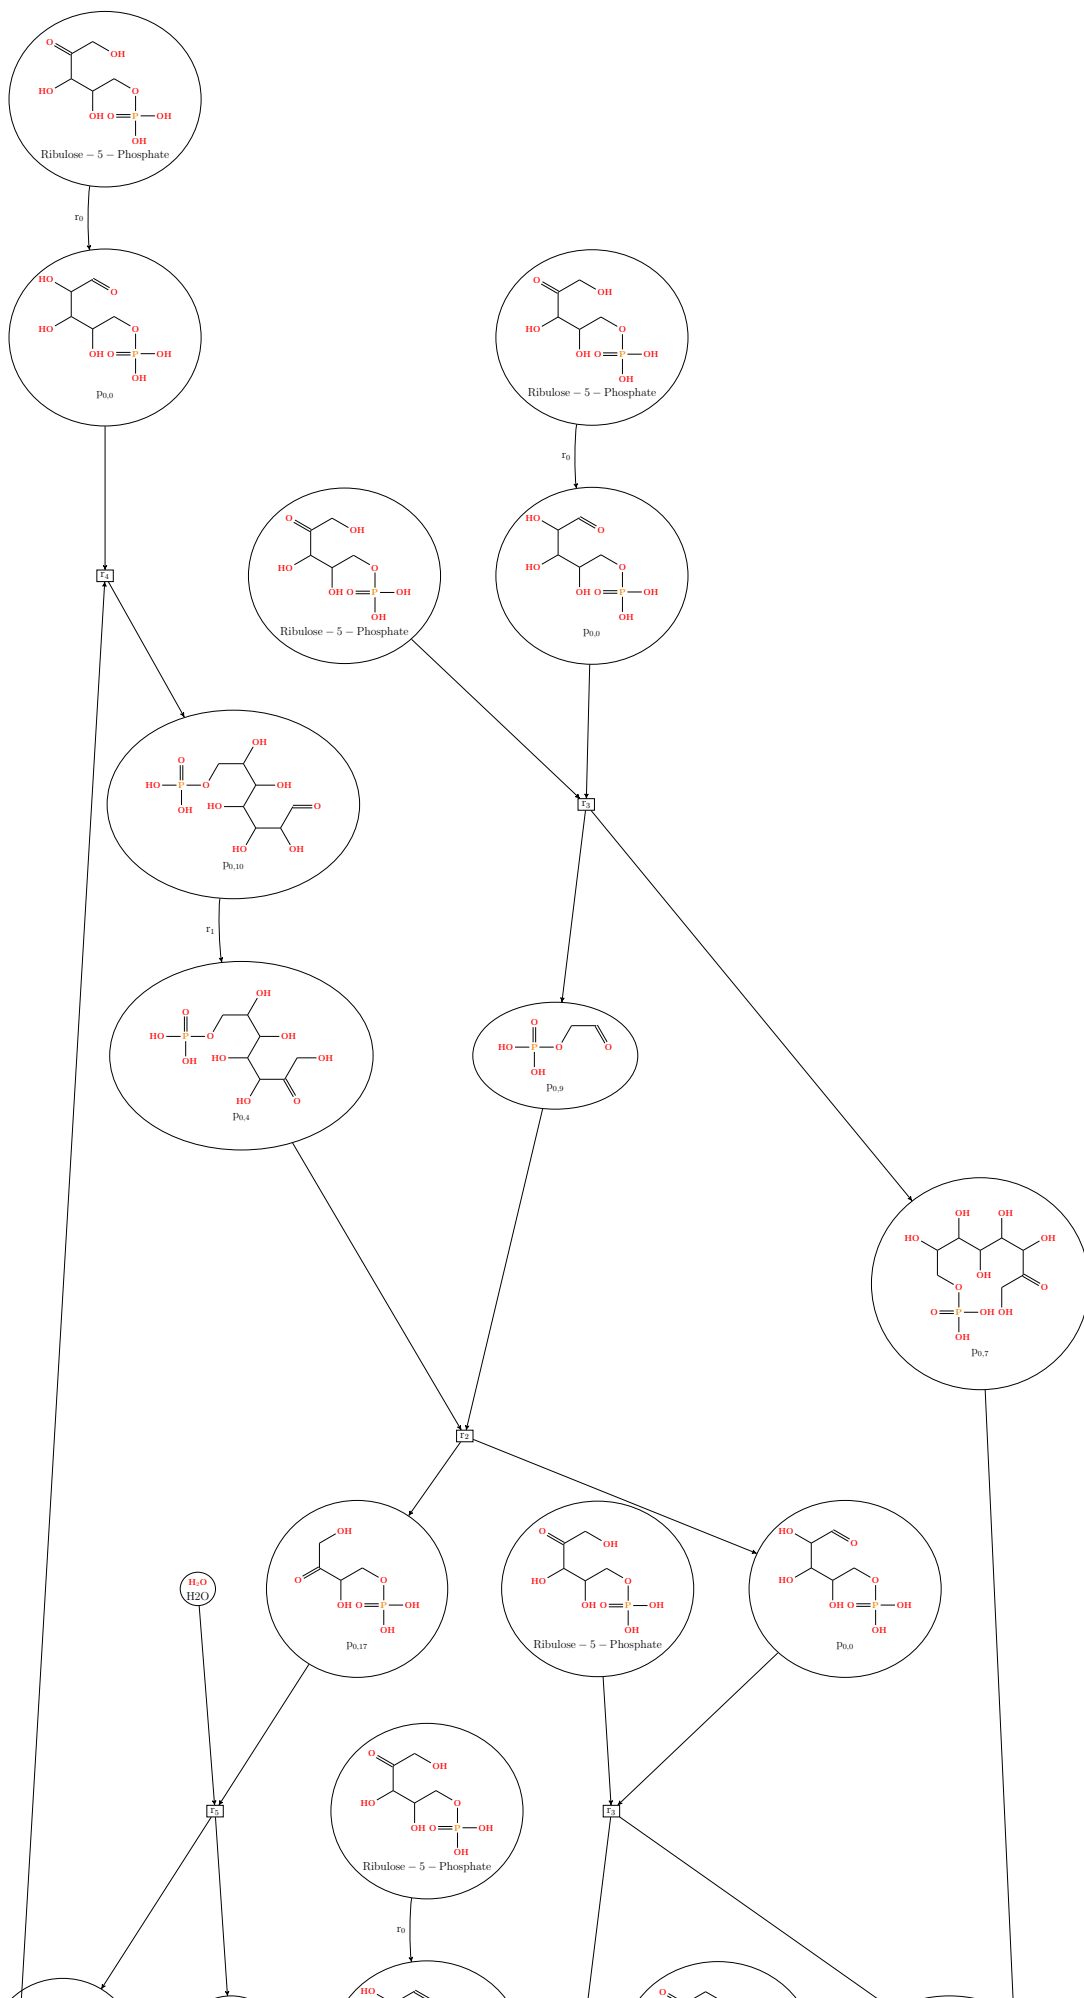 O
OH
HO
O
OH O P OH
OH
Ribulose − 5 − Phosphate
r0
HO
O
HO
O
OH O P OH
OH
p0,0
O
OH
HO
O
OH O P OH
OH
Ribulose − 5 − Phosphate
r0
O
OH
HO
O
OH O P OH
OH
Ribulose − 5 − Phosphate
HO
O
HO
O
OH O P OH
OH
p0,0
r4
OH
O
HO P O OH
OH HO O
HO OH
p0,10
r3
r1
OH
O
HO P O OH
OH HO OH
HO O
p0,4
O
HO P O O
OH
p0,9
OH OH
HO OH
OH
O O
O P OH OH
OH
p0,7
r2
OH
O O
OH O P OH
OH
p0,17
O
OH
HO
O
OH O P OH
OH
Ribulose − 5 − Phosphate
HO
O
HO
O
OH O P OH
OH
p0,0
H2O
H2O
O
OH
HO
O
OH O P OH
OH
Ribulose − 5 − Phosphate
r5
r3
r0
HO
O